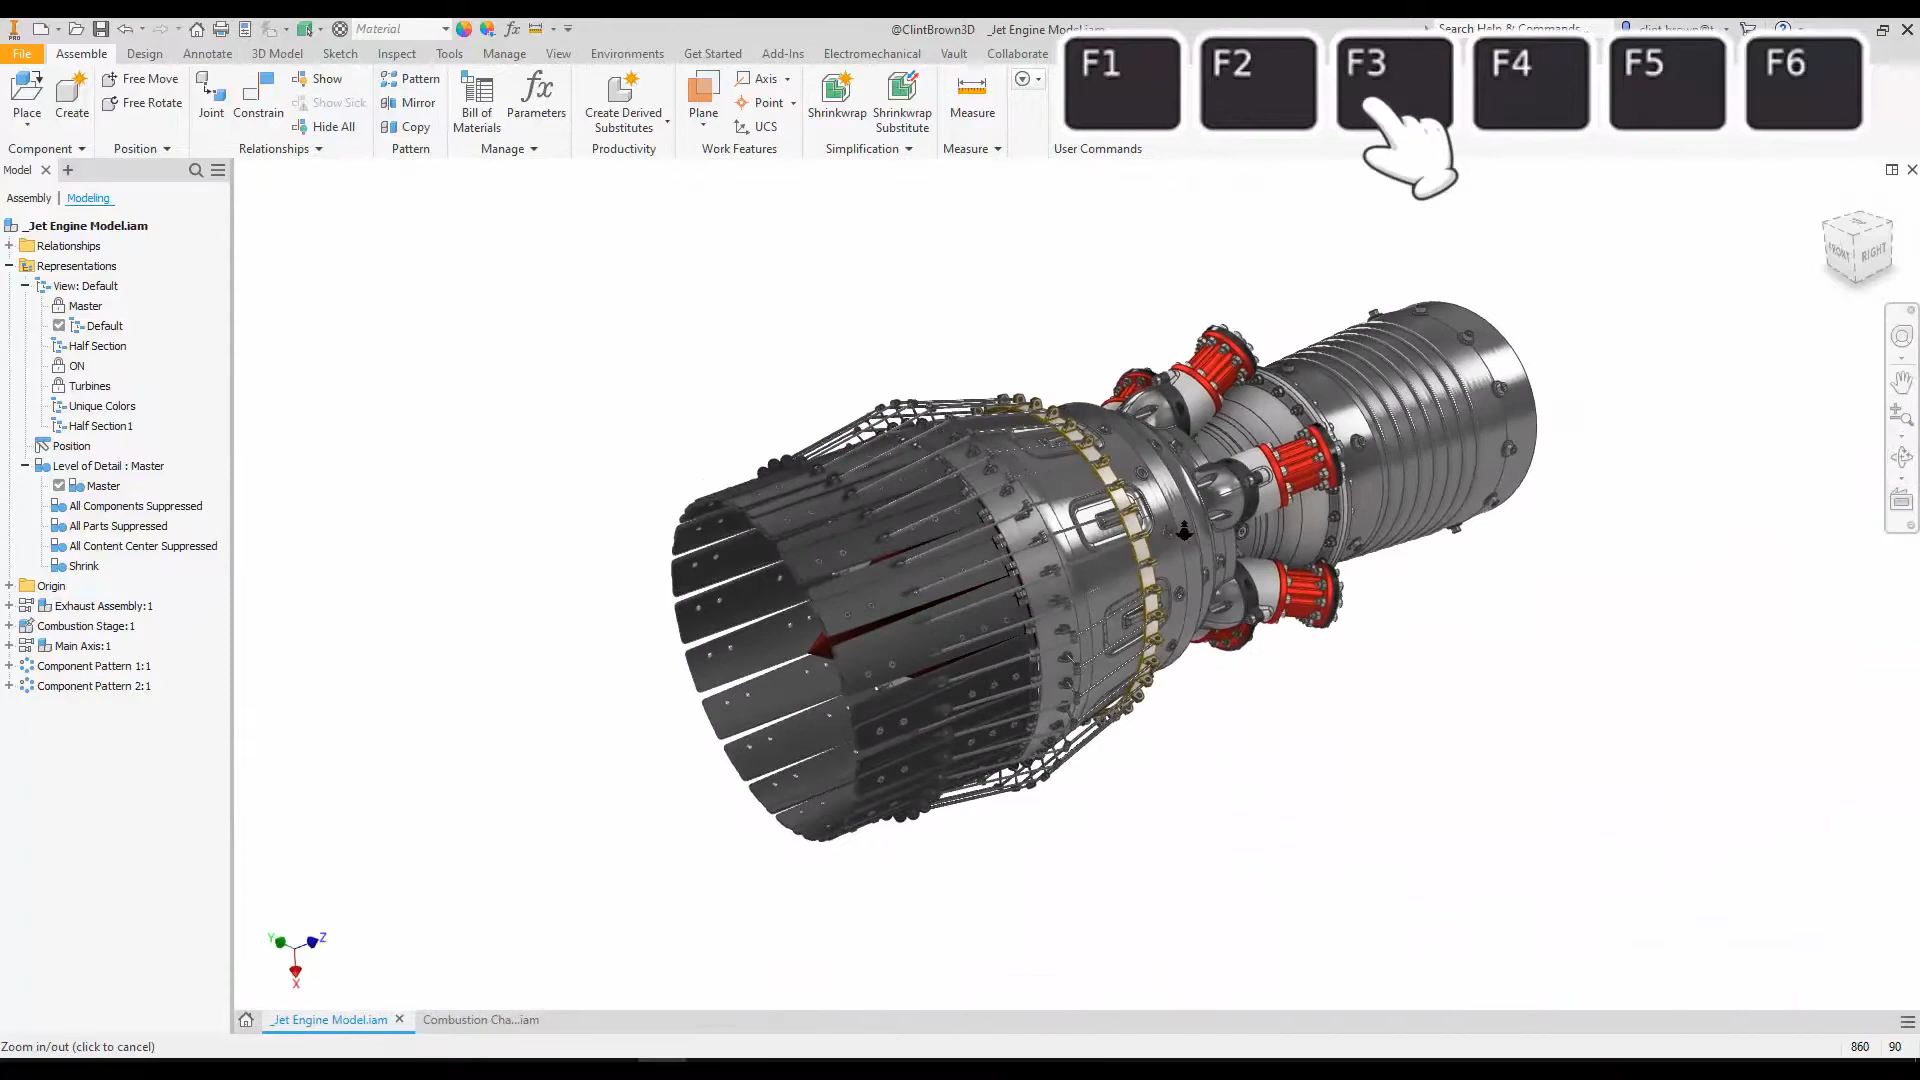 Material
@ClintBrown3D _Jet Engine Model.iam
Search Help & Commands...
clint.brown@t
PRO
File Assemble Design Annotate 3D Model Sketch Inspect Tools Manage View Environments Get Started Add-Ins Electromechanical Vault Collaborate
F1 F2 F3 F4 F5 F6
Place
Create
Component
Free Move
Free Rotate
Position
Joint
Constrain
Show
Show Sick
Hide All
Relationships
Pattern
Mirror
Copy
Pattern
Bill of
Materials
fx
Parameters
Manage
Create Derived
Substitutes
Productivity
Plane
Axis
Point
UCS
Work Features
Shrinkwrap
Shrinkwrap
Substitute
Simplification
Measure
Measure
User Commands
Model
Assembly | Modeling
_Jet Engine Model.iam
Relationships
Representations
View: Default
Master
Default
Half Section
ON
Turbines
Unique Colors
Half Section1
Position
Level of Detail : Master
Master
All Components Suppressed
All Parts Suppressed
All Content Center Suppressed
Shrink
Origin
Exhaust Assembly:1
Combustion Stage:1
Main Axis:1
Component Pattern 1:1
Component Pattern 2:1
FRONT RIGHT
Y Z
X
_Jet Engine Model.iam
Combustion Cha...iam
Zoom in/out (click to cancel)
860 90